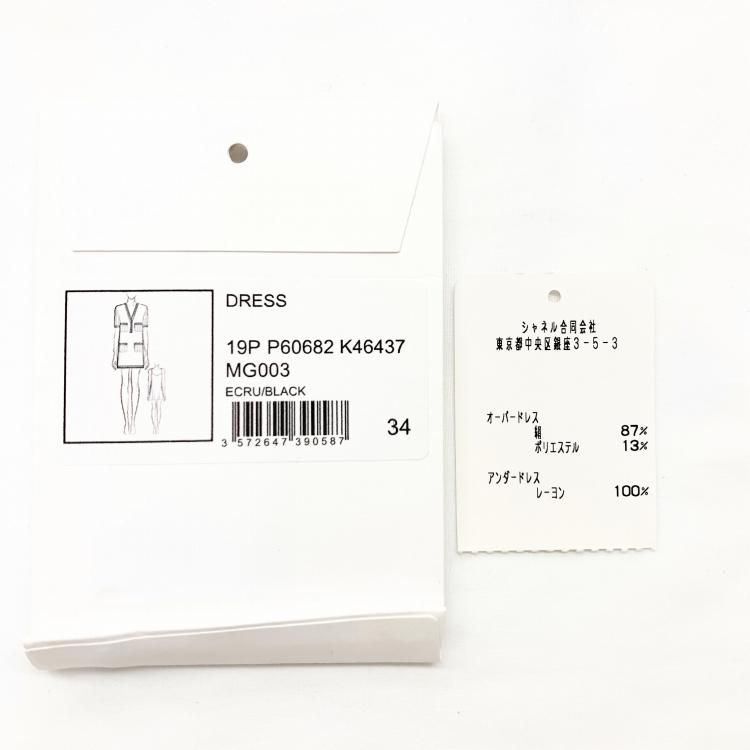 DRESS
19P P60682 K46437
MG003
ECRU/BLACK
3 572647 390587
34
シャネル合同会社
東京都中央区銀座3-5-3
オーバードレス
絹 87%
ポリエステル 13%
アンダードレス
レーヨン 100%